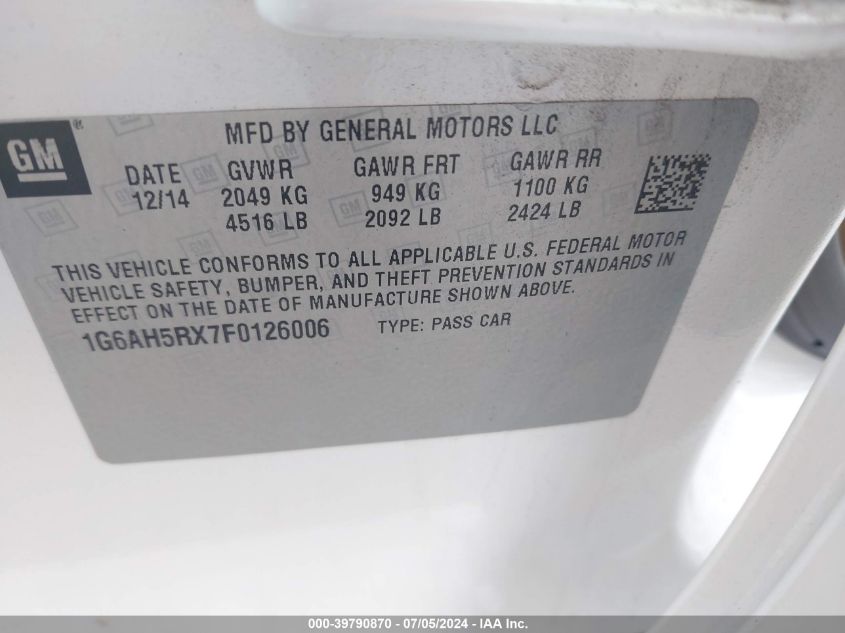 GM ®
MFD BY GENERAL MOTORS LLC
DATE GVWR GAWR FRT GAWR RR
12/14 2049 KG 949 KG 1100 KG
4516 LB 2092 LB 2424 LB
THIS VEHICLE CONFORMS TO ALL APPLICABLE U.S. FEDERAL MOTOR
VEHICLE SAFETY, BUMPER, AND THEFT PREVENTION STANDARDS IN
EFFECT ON THE DATE OF MANUFACTURE SHOWN ABOVE.
1G6AH5RX7F0126006 TYPE: PASS CAR
000-39790870 - 07/05/2024 - IAA Inc.